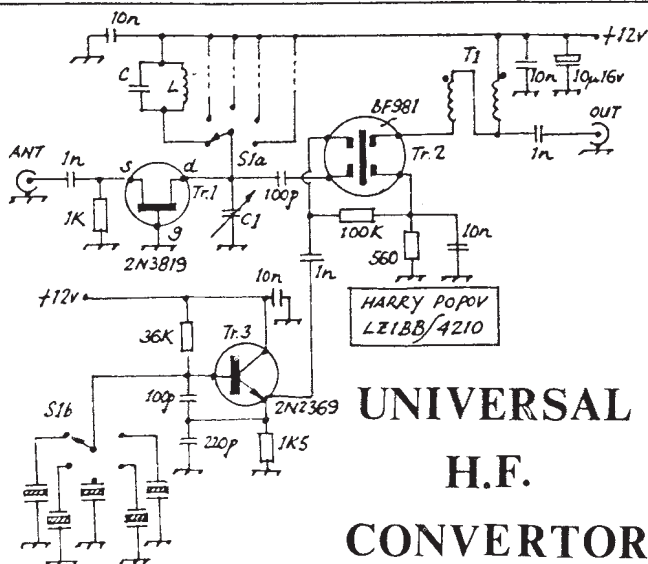 10n
+12v
C
L
T1
10n
10µ16v
BF981
OUT
S1a
ANT
1n
s
d
Tr.1
100p
Tr.2
1n
1K
g
C1
100K
10n
2N3819
1n
560
10n
+12v
HARRY POPOV
LZ1BB/4210
36K
Tr.3
100p
2N2369
S1b
220p
1K5
UNIVERSAL
H.F.
CONVERTOR